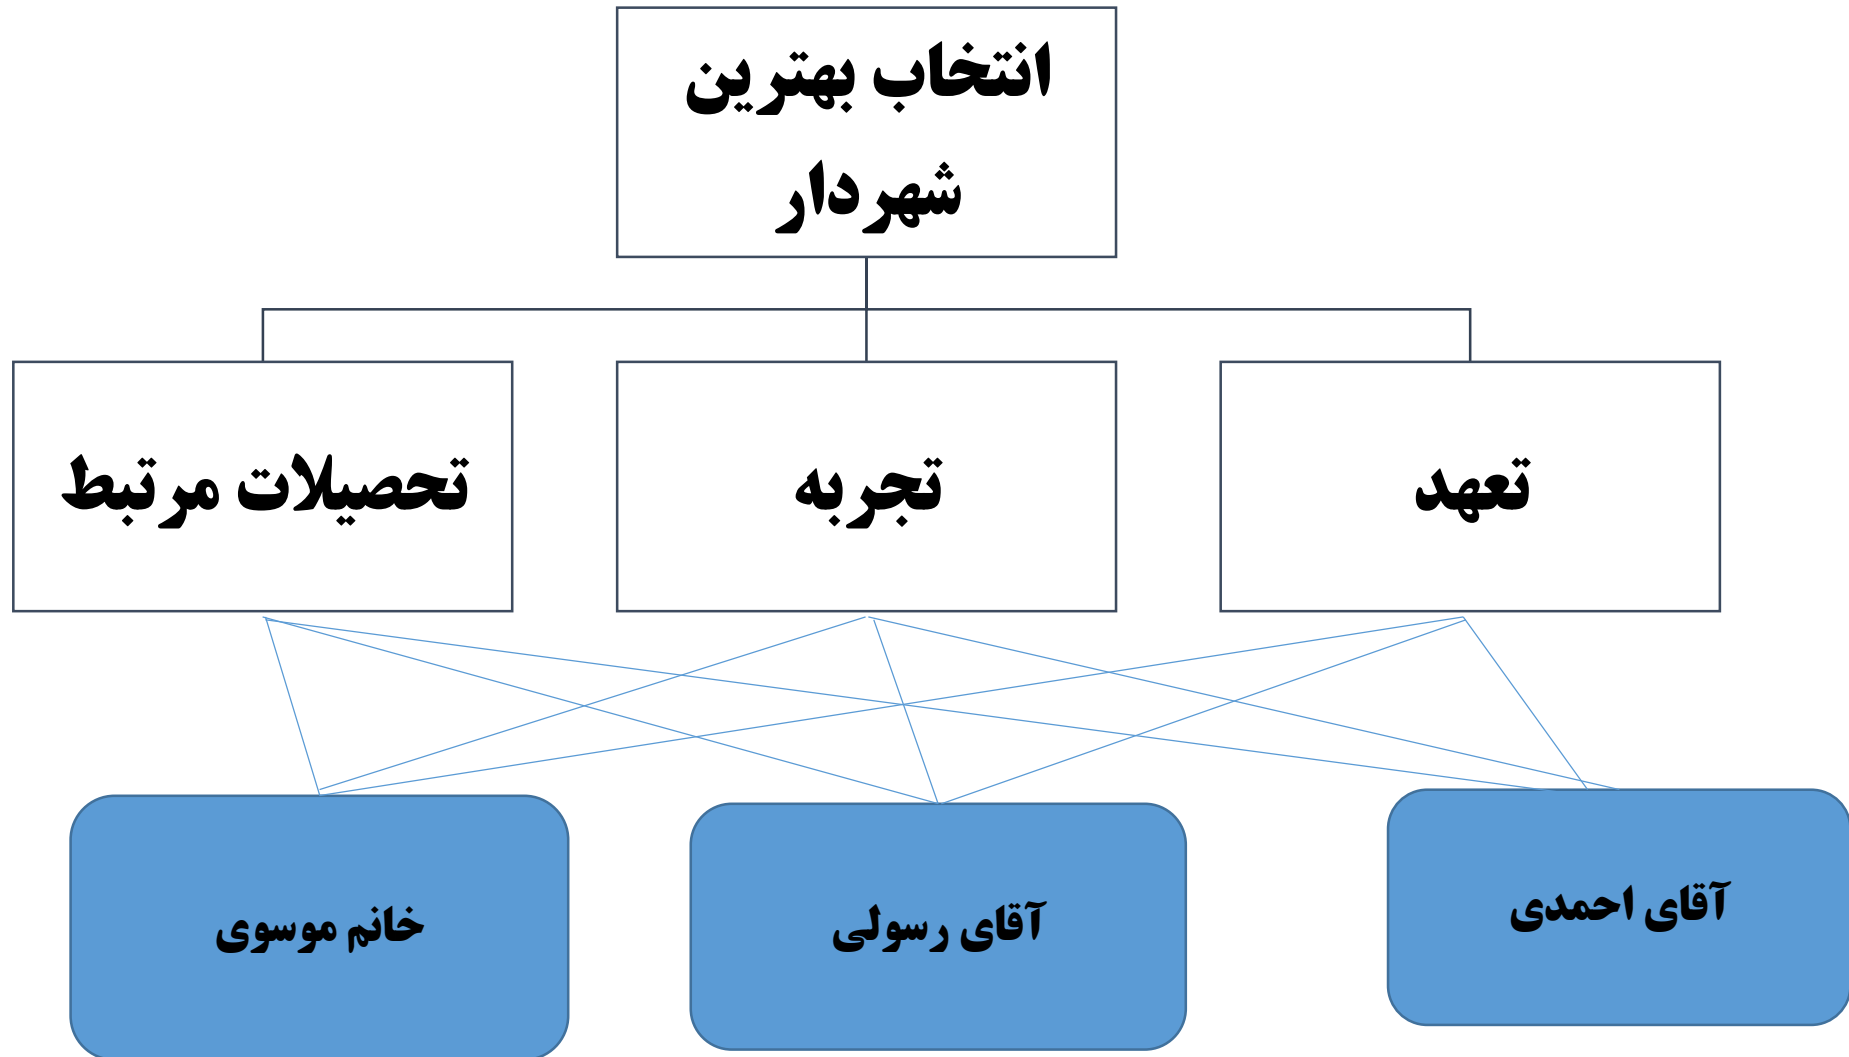 انتخاب بهترین
شهردار
تعهد
تجربه
تحصیلات مرتبط
آقای احمدی
آقای رسولی
خانم موسوی